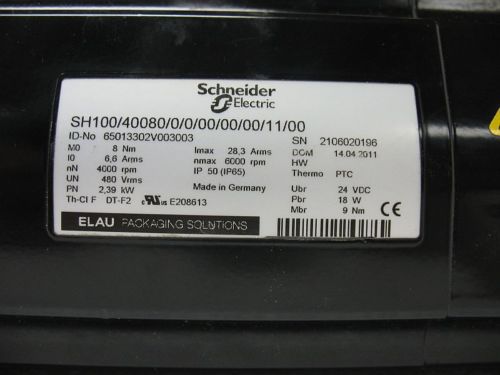 Schneider
Electric
SH100/40080/0/0/00/00/00/11/00
ID-No 65013302V003003
SN 2106020196
M0 8 Nm Imax 28,3 Arms DOM 14.04.2011
I0 6,6 Arms nmax 6000 rpm HW
nN 4000 rpm IP 50 (IP65) Thermo PTC
UN 480 Vrms
PN 2,39 kW Made in Germany Ubr 24 VDC
Th-Cl F DT-F2 c UL us E208613 Pbr 18 W
Mbr 9 Nm
ELAU PACKAGING SOLUTIONS
CE